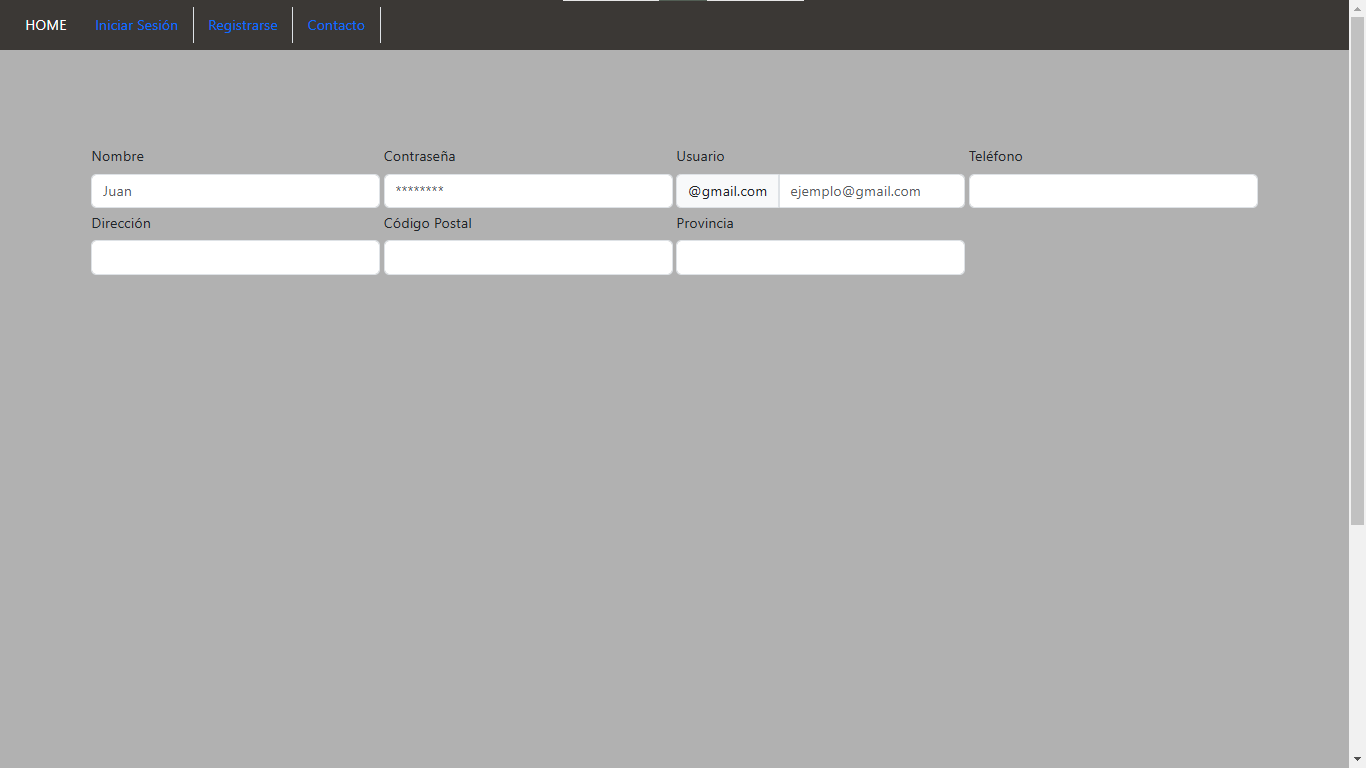 HOME Iniciar Sesión Registrarse Contacto
Nombre Contraseña Usuario Teléfono
Juan ******** @gmail.com ejemplo@gmail.com
Dirección Código Postal Provincia